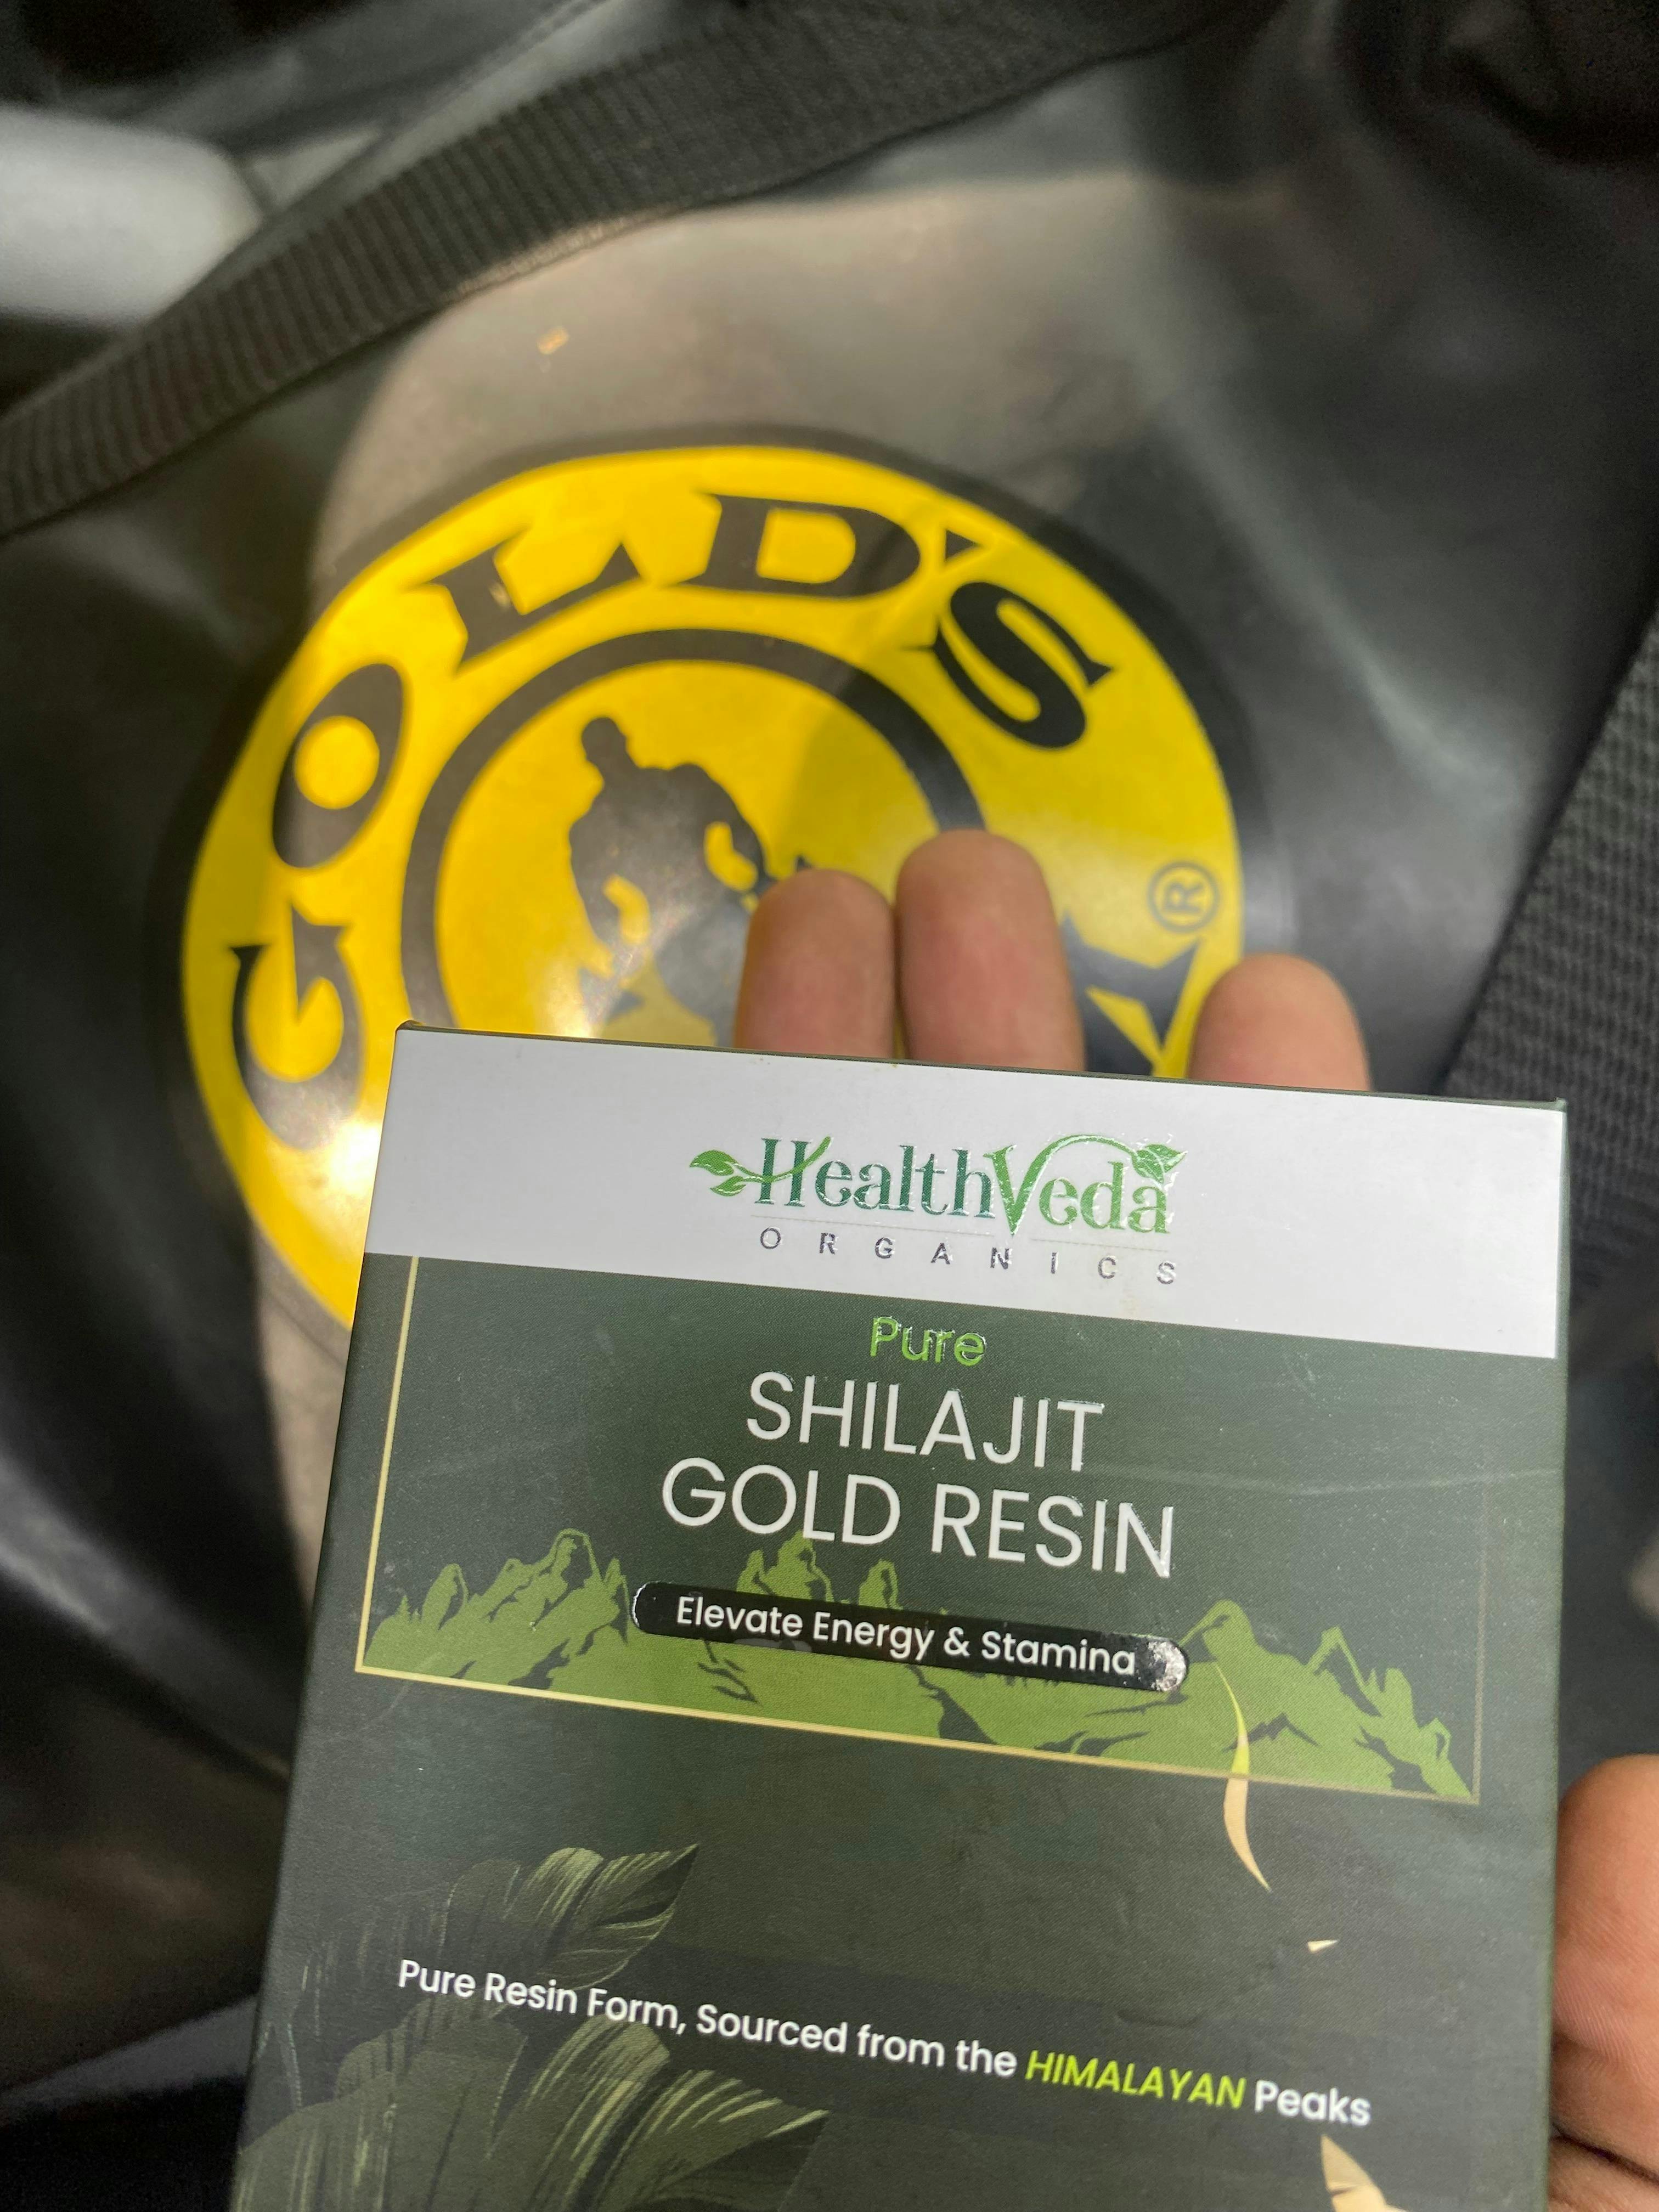 GOLD'S
®
HealthVeda
ORGANICS
Pure
SHILAJIT
GOLD RESIN
Elevate Energy & Stamina
Pure Resin Form, Sourced from the HIMALAYAN Peaks